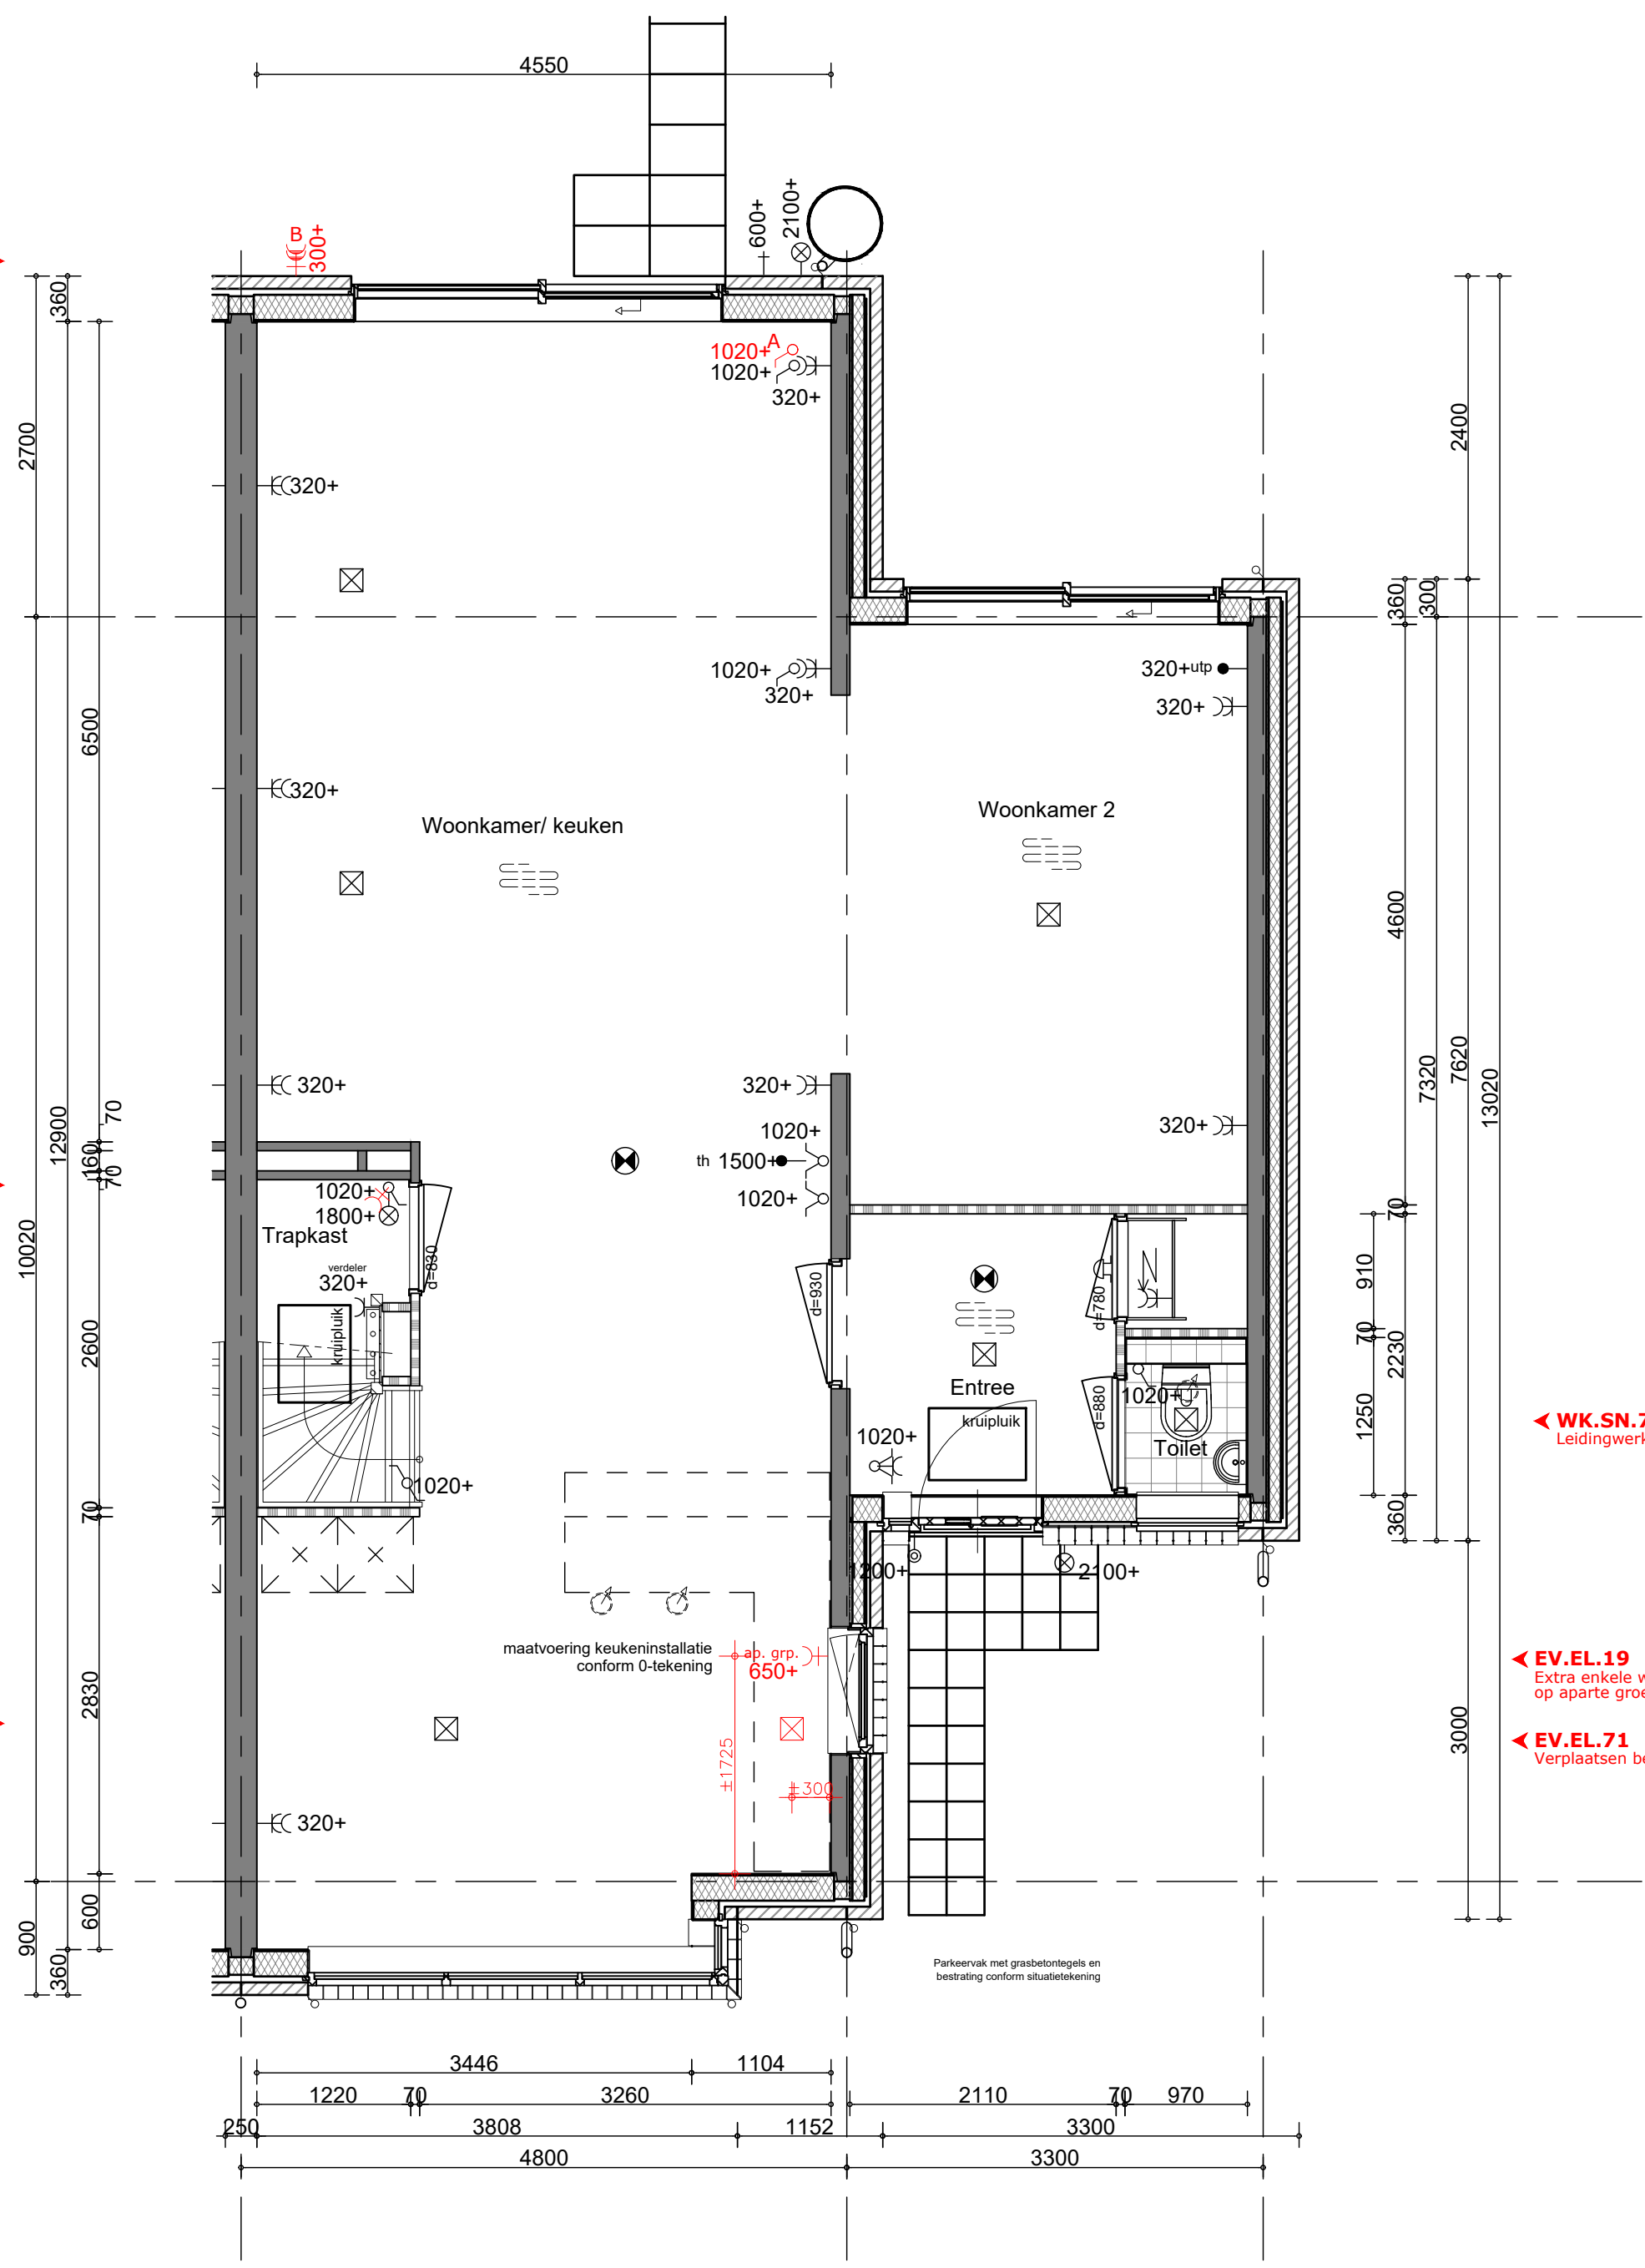 4550
B
300+
600+
2100+
360
1020+
A
1020+
320+
2700
2400
320+
360
300
1020+
320+
320+
utp
320+
6500
320+
Woonkamer/ keuken
Woonkamer 2
4600
12900
320+
320+
70
1020+
320+
7320
7620
13020
160
th
1500+
70
1020+
1020+
1800+
Trapkast
70
10020
d=830
verdeler
320+
kruipluik
d=930
d=780
910
2600
70
2230
Entree
1020+
kruipluik
d=880
1250
Toilet
WK.SN.7
Leidingwerk
1020+
1020+
70
360
1200+
2100+
maatvoering keukeninstallatie
conform 0-tekening
ap. grp.
650+
EV.EL.19
Extra enkele w
op aparte groe
2830
3000
EV.EL.71
Verplaatsen be
±1725
±300
320+
600
900
360
Parkeervak met grasbetontegels en
bestrating conform situatietekening
3446
1104
1220
70
3260
2110
70
970
250
3808
1152
3300
4800
3300